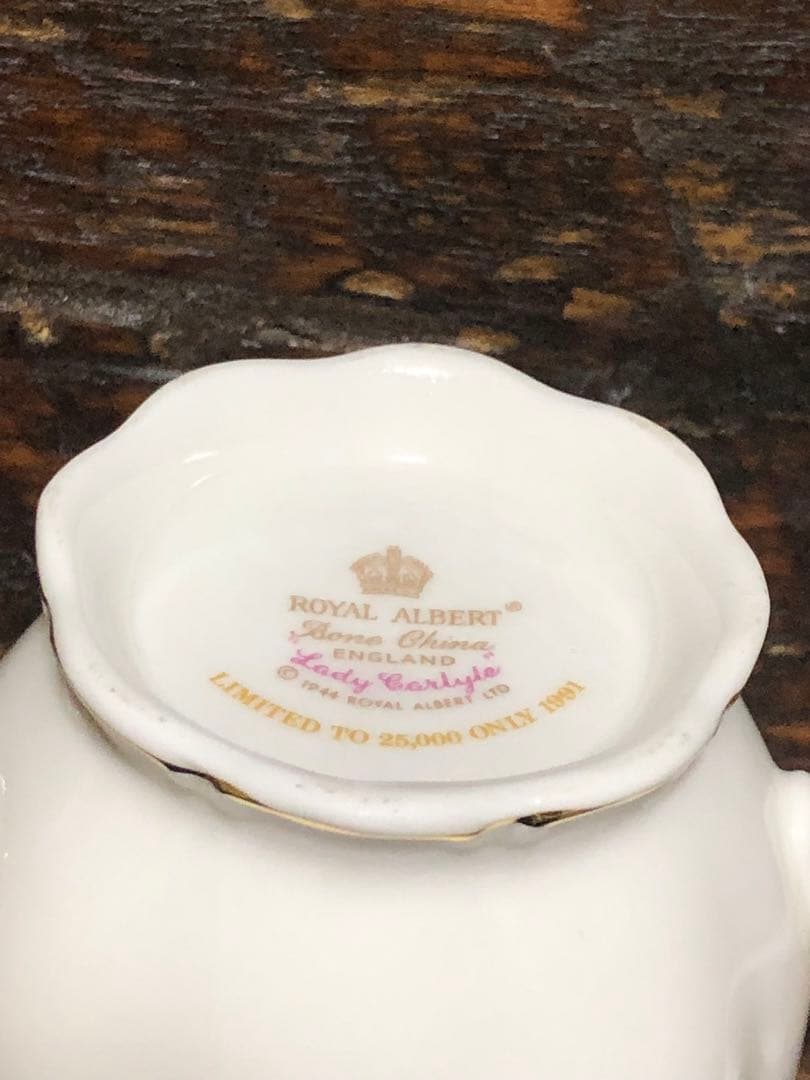 ROYAL ALBERT®
Bone China
ENGLAND
"Lady Carlyle"
© 1944 ROYAL ALBERT LTD
LIMITED TO 25,000 ONLY 1991